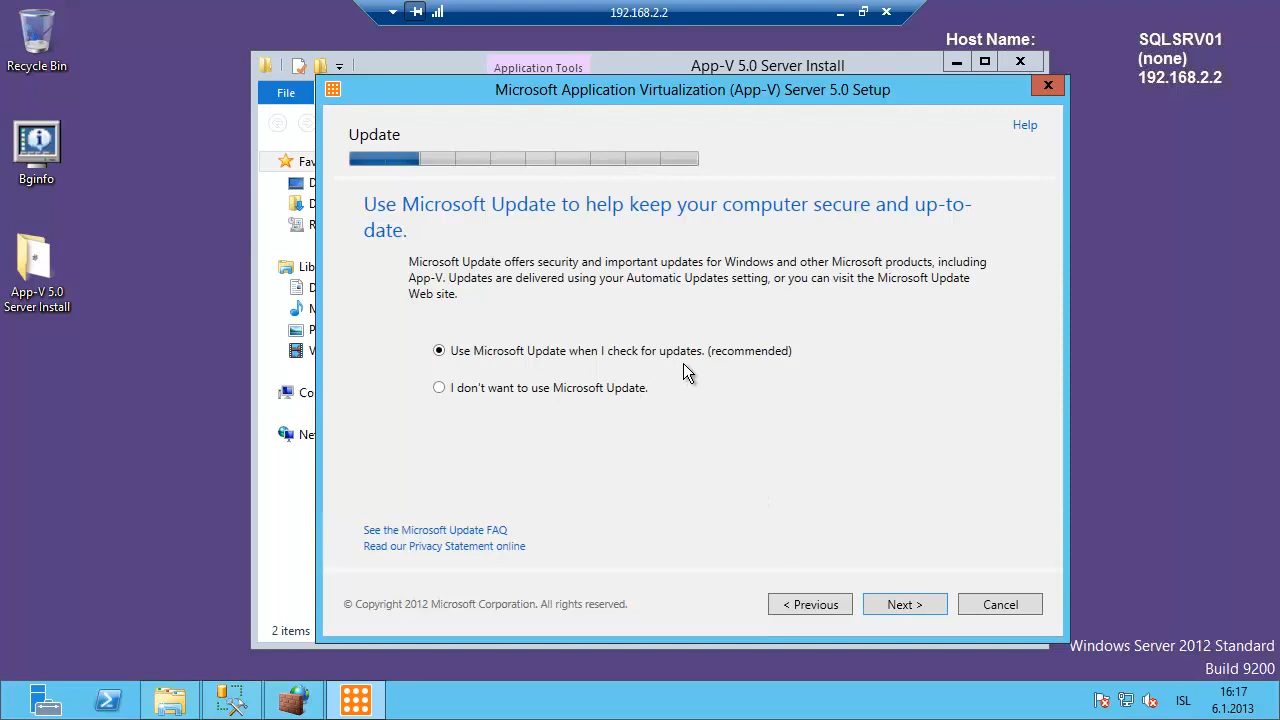 192.168.2.2
Recycle Bin
Bginfo
App-V 5.0
Server Install
Host Name:
SQLSRV01
(none)
192.168.2.2
Application Tools
App-V 5.0 Server Install
File
Fav
D
D
R
Lib
D
M
P
V
Co
Ne
2 items
Microsoft Application Virtualization (App-V) Server 5.0 Setup
Help
Update
Use Microsoft Update to help keep your computer secure and up-to-
date.
Microsoft Update offers security and important updates for Windows and other Microsoft products, including
App-V. Updates are delivered using your Automatic Updates setting, or you can visit the Microsoft Update
Web site.
Use Microsoft Update when I check for updates. (recommended)
I don't want to use Microsoft Update.
See the Microsoft Update FAQ
Read our Privacy Statement online
© Copyright 2012 Microsoft Corporation. All rights reserved.
< Previous
Next >
Cancel
Windows Server 2012 Standard
Build 9200
ISL
16:17
6.1.2013